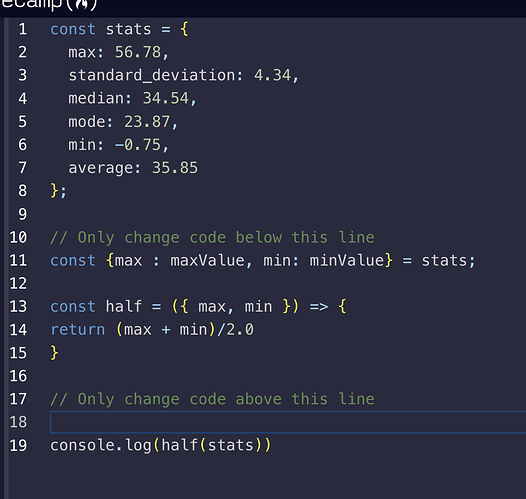 ecamp(
1 const stats = {
2 max: 56.78,
3 standard_deviation: 4.34,
4 median: 34.54,
5 mode: 23.87,
6 min: -0.75,
7 average: 35.85
8 };
9
10 // Only change code below this line
11 const {max : maxValue, min: minValue} = stats;
12
13 const half = ({ max, min }) => {
14 return (max + min)/2.0
15 }
16
17 // Only change code above this line
18
19 console.log(half(stats))